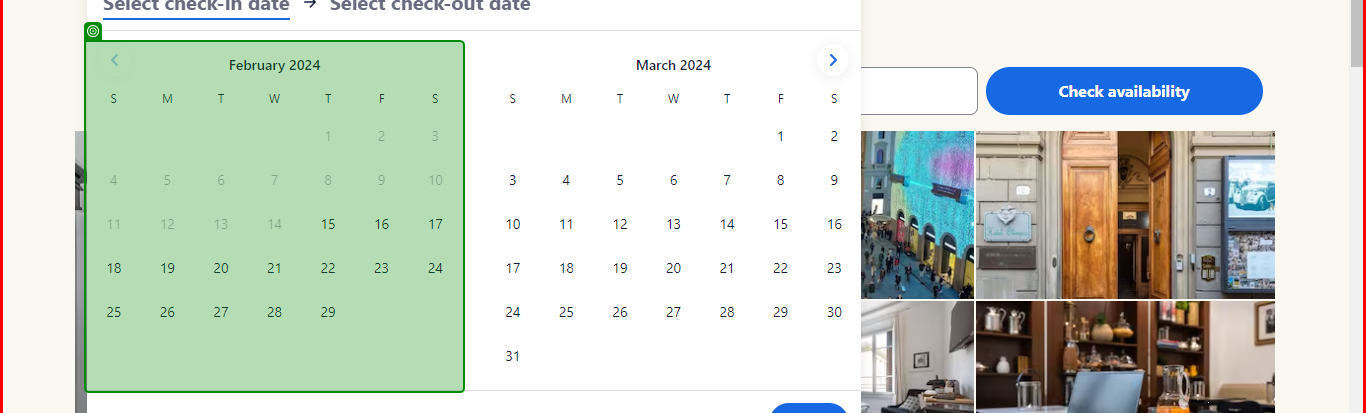 Select check-in date → Select check-out date
February 2024
S M T W T F S
1 2 3
4 5 6 7 8 9 10
11 12 13 14 15 16 17
18 19 20 21 22 23 24
25 26 27 28 29
March 2024
S M T W T F S
1 2
3 4 5 6 7 8 9
10 11 12 13 14 15 16
17 18 19 20 21 22 23
24 25 26 27 28 29 30
31
Check availability